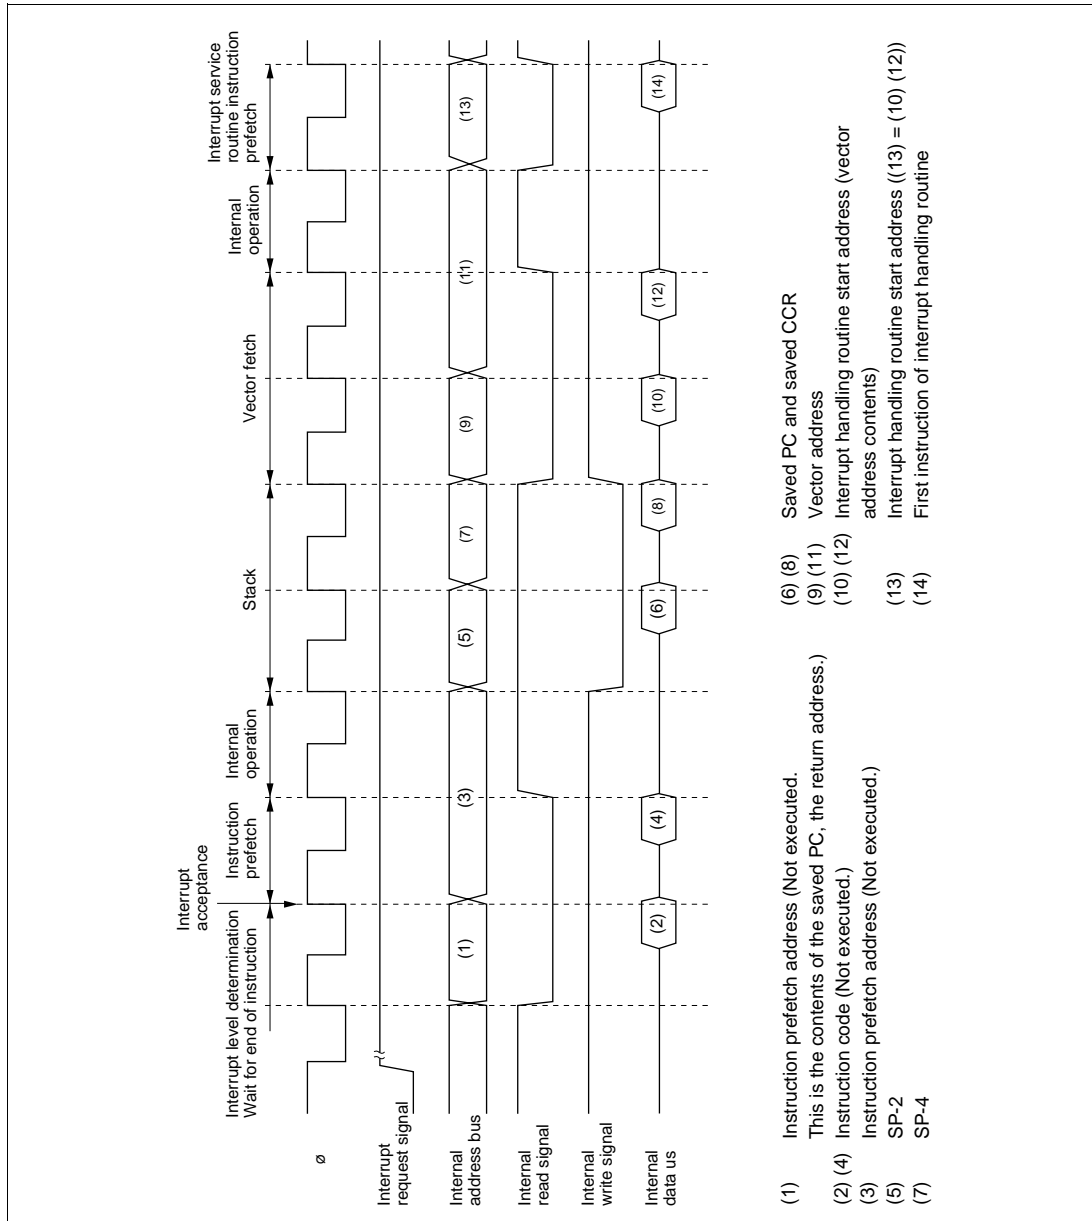 Interrupt
acceptance
Interrupt level determination
Wait for end of instruction
Instruction
prefetch
Internal
operation
Stack
Vector fetch
Internal
operation
Interrupt service
routine instruction
prefetch
ø
Interrupt
request signal
Internal
address bus
(1)
(3)
(5)
(7)
(9)
(11)
(13)
Internal
read signal
Internal
write signal
Internal
data us
(2)
(4)
(6)
(8)
(10)
(12)
(14)
(1) Instruction prefetch address (Not executed.
This is the contents of the saved PC, the return address.)
(2) (4) Instruction code (Not executed.)
(3) Instruction prefetch address (Not executed.)
(5) SP-2
(7) SP-4
(6) (8) Saved PC and saved CCR
(9) (11) Vector address
(10) (12) Interrupt handling routine start address (vector
address contents)
(13) Interrupt handling routine start address ((13) = (10) (12))
(14) First instruction of interrupt handling routine